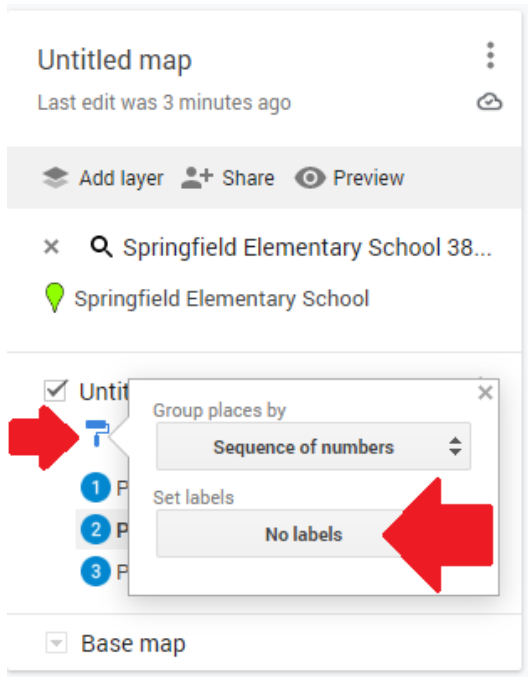 Untitled map
Last edit was 3 minutes ago
Add layer Share Preview
Springfield Elementary School 38...
Springfield Elementary School
Untit
Group places by
Sequence of numbers
Set labels
No labels
1 P
2 P
3 P
Base map